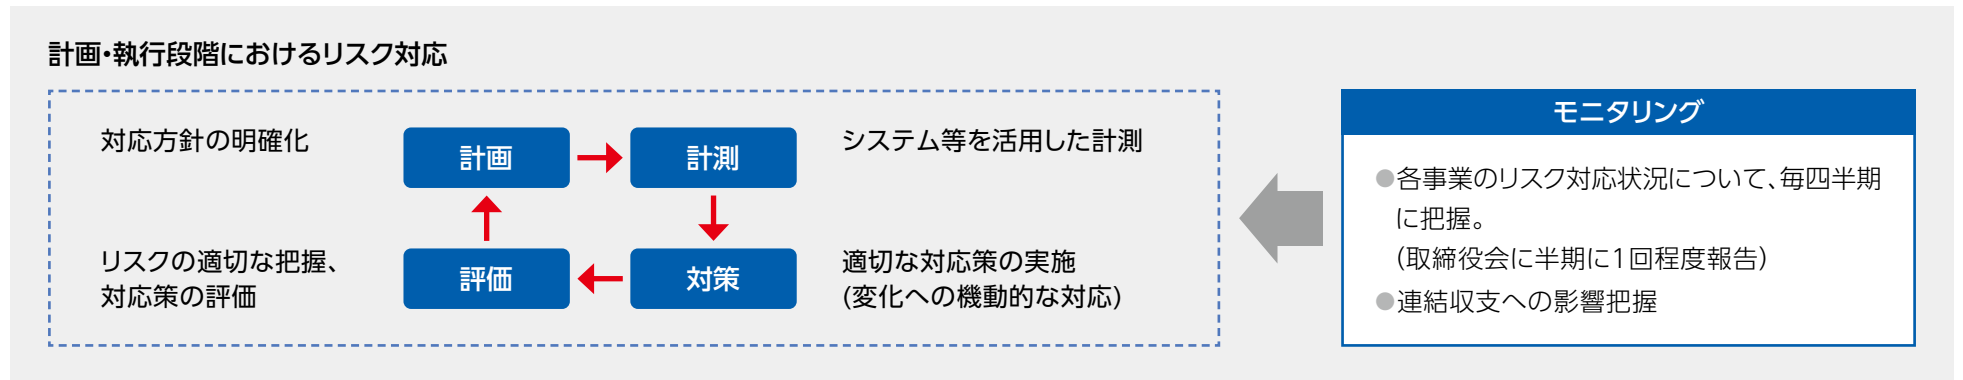 計画・執行段階におけるリスク対応
対応方針の明確化
計画
計測
システム等を活用した計測
リスクの適切な把握、
対応策の評価
評価
対策
適切な対応策の実施
(変化への機動的な対応)
モニタリング
●各事業のリスク対応状況について、毎四半期
に把握。
(取締役会に半期に1回程度報告)
●連結収支への影響把握